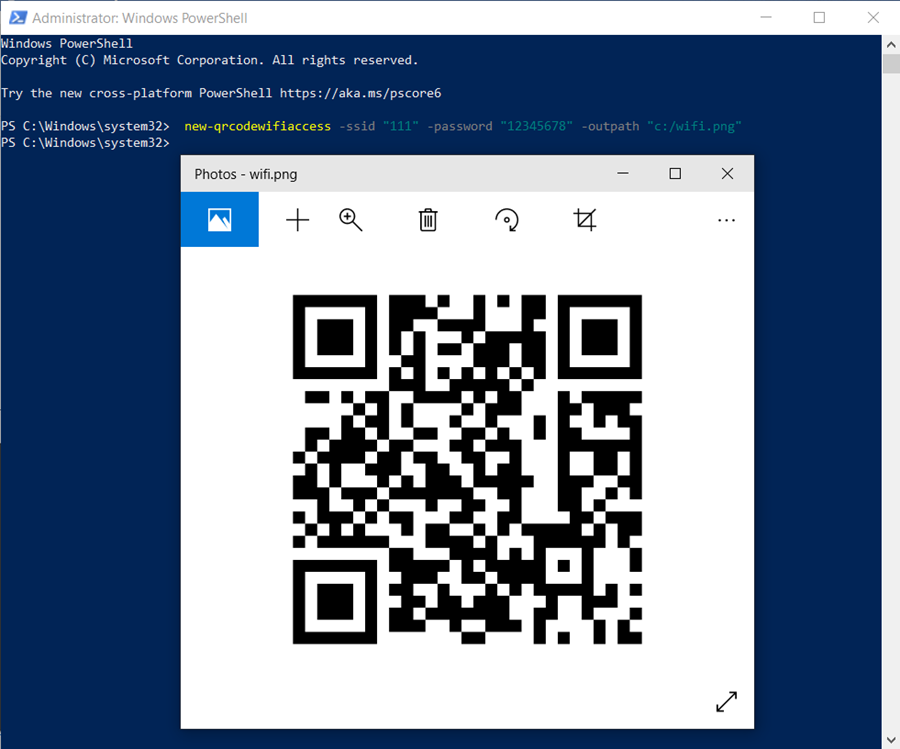 Administrator: Windows PowerShell
Windows PowerShell
Copyright (C) Microsoft Corporation. All rights reserved.
Try the new cross-platform PowerShell https://aka.ms/pscore6
PS C:\Windows\system32>  new-qrcodewifiaccess -ssid "111" -password "12345678" -outpath "c:/wifi.png"
PS C:\Windows\system32>
Photos - wifi.png